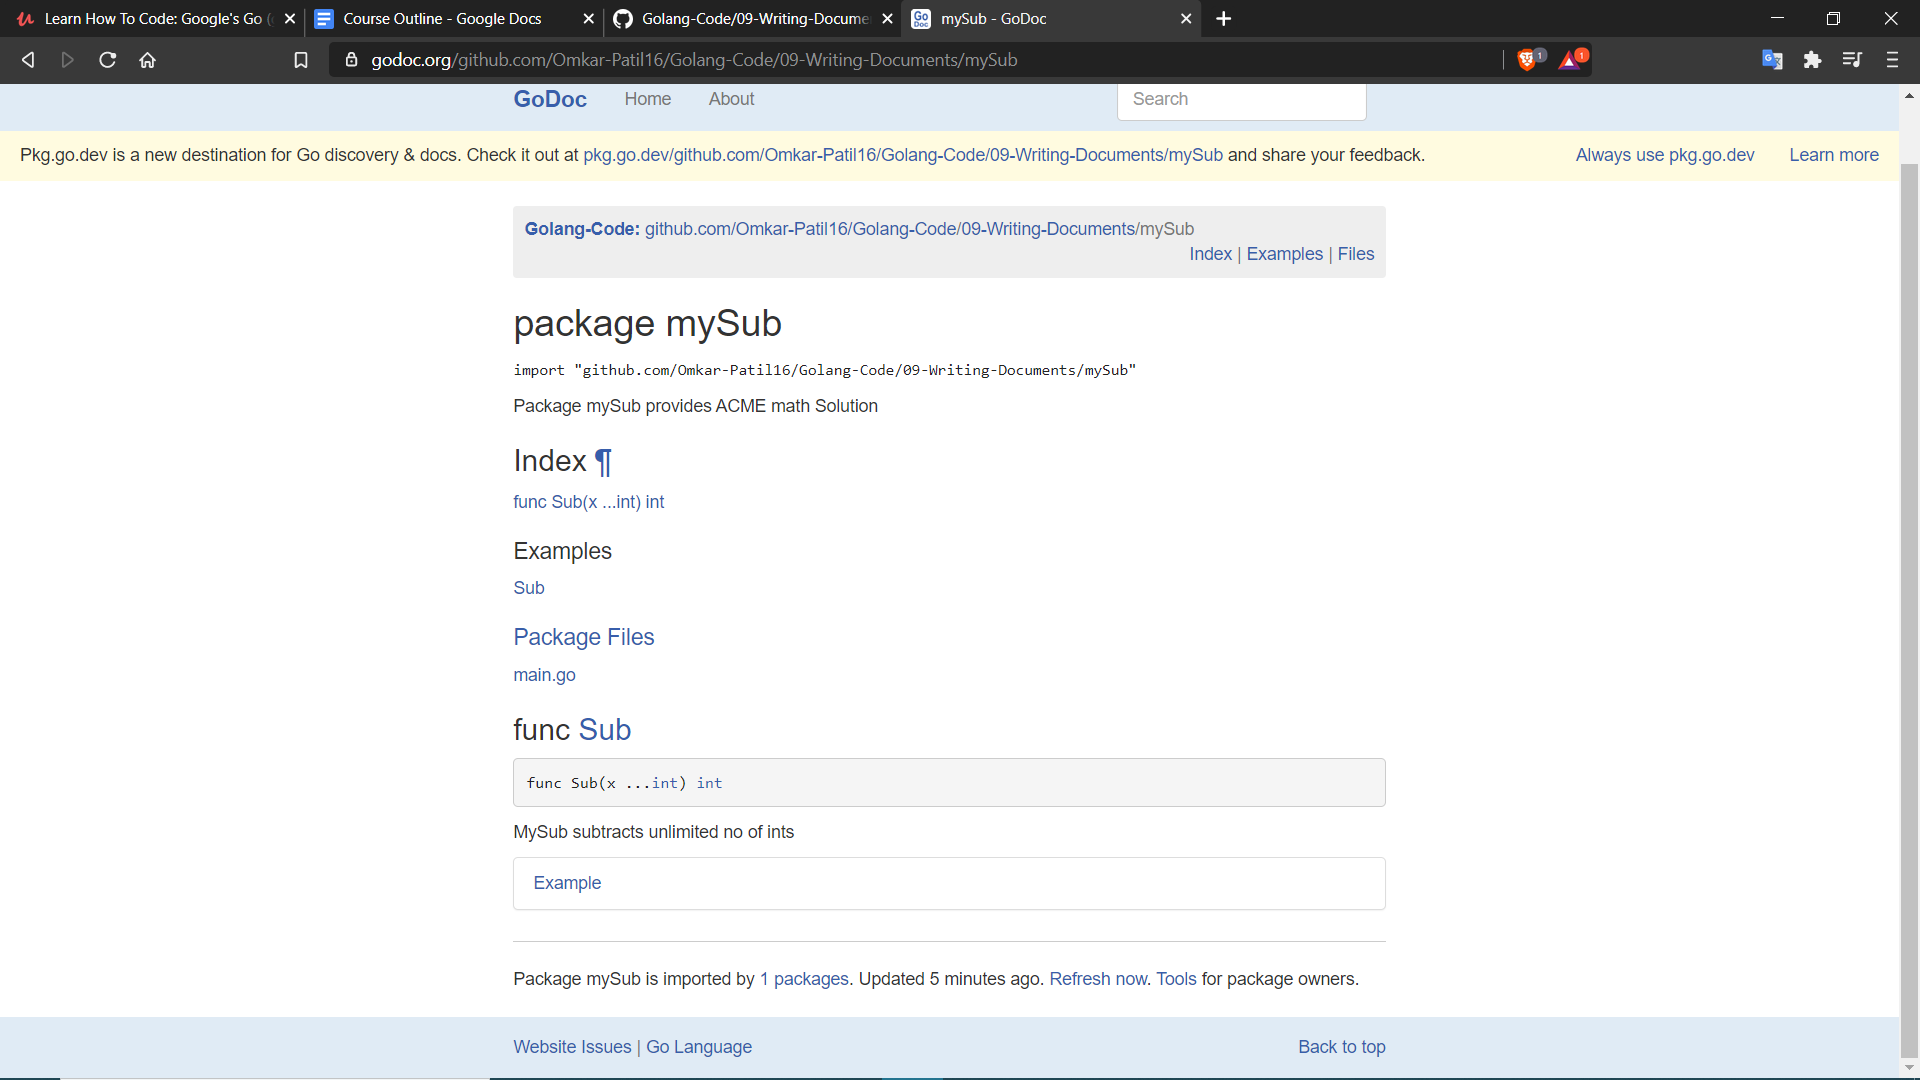 Learn How To Code: Google's Go (
Course Outline - Google Docs
Golang-Code/09-Writing-Docume
mySub - GoDoc
godoc.org/github.com/Omkar-Patil16/Golang-Code/09-Writing-Documents/mySub
1
1
GoDoc Home About Search
Pkg.go.dev is a new destination for Go discovery & docs. Check it out at pkg.go.dev/github.com/Omkar-Patil16/Golang-Code/09-Writing-Documents/mySub and share your feedback. Always use pkg.go.dev Learn more
Golang-Code: github.com/Omkar-Patil16/Golang-Code/09-Writing-Documents/mySub
Index | Examples | Files
package mySub
import "github.com/Omkar-Patil16/Golang-Code/09-Writing-Documents/mySub"
Package mySub provides ACME math Solution
Index ¶
func Sub(x ...int) int
Examples
Sub
Package Files
main.go
func Sub
func Sub(x ...int) int
MySub subtracts unlimited no of ints
Example
Package mySub is imported by 1 packages. Updated 5 minutes ago. Refresh now. Tools for package owners.
Website Issues | Go Language Back to top